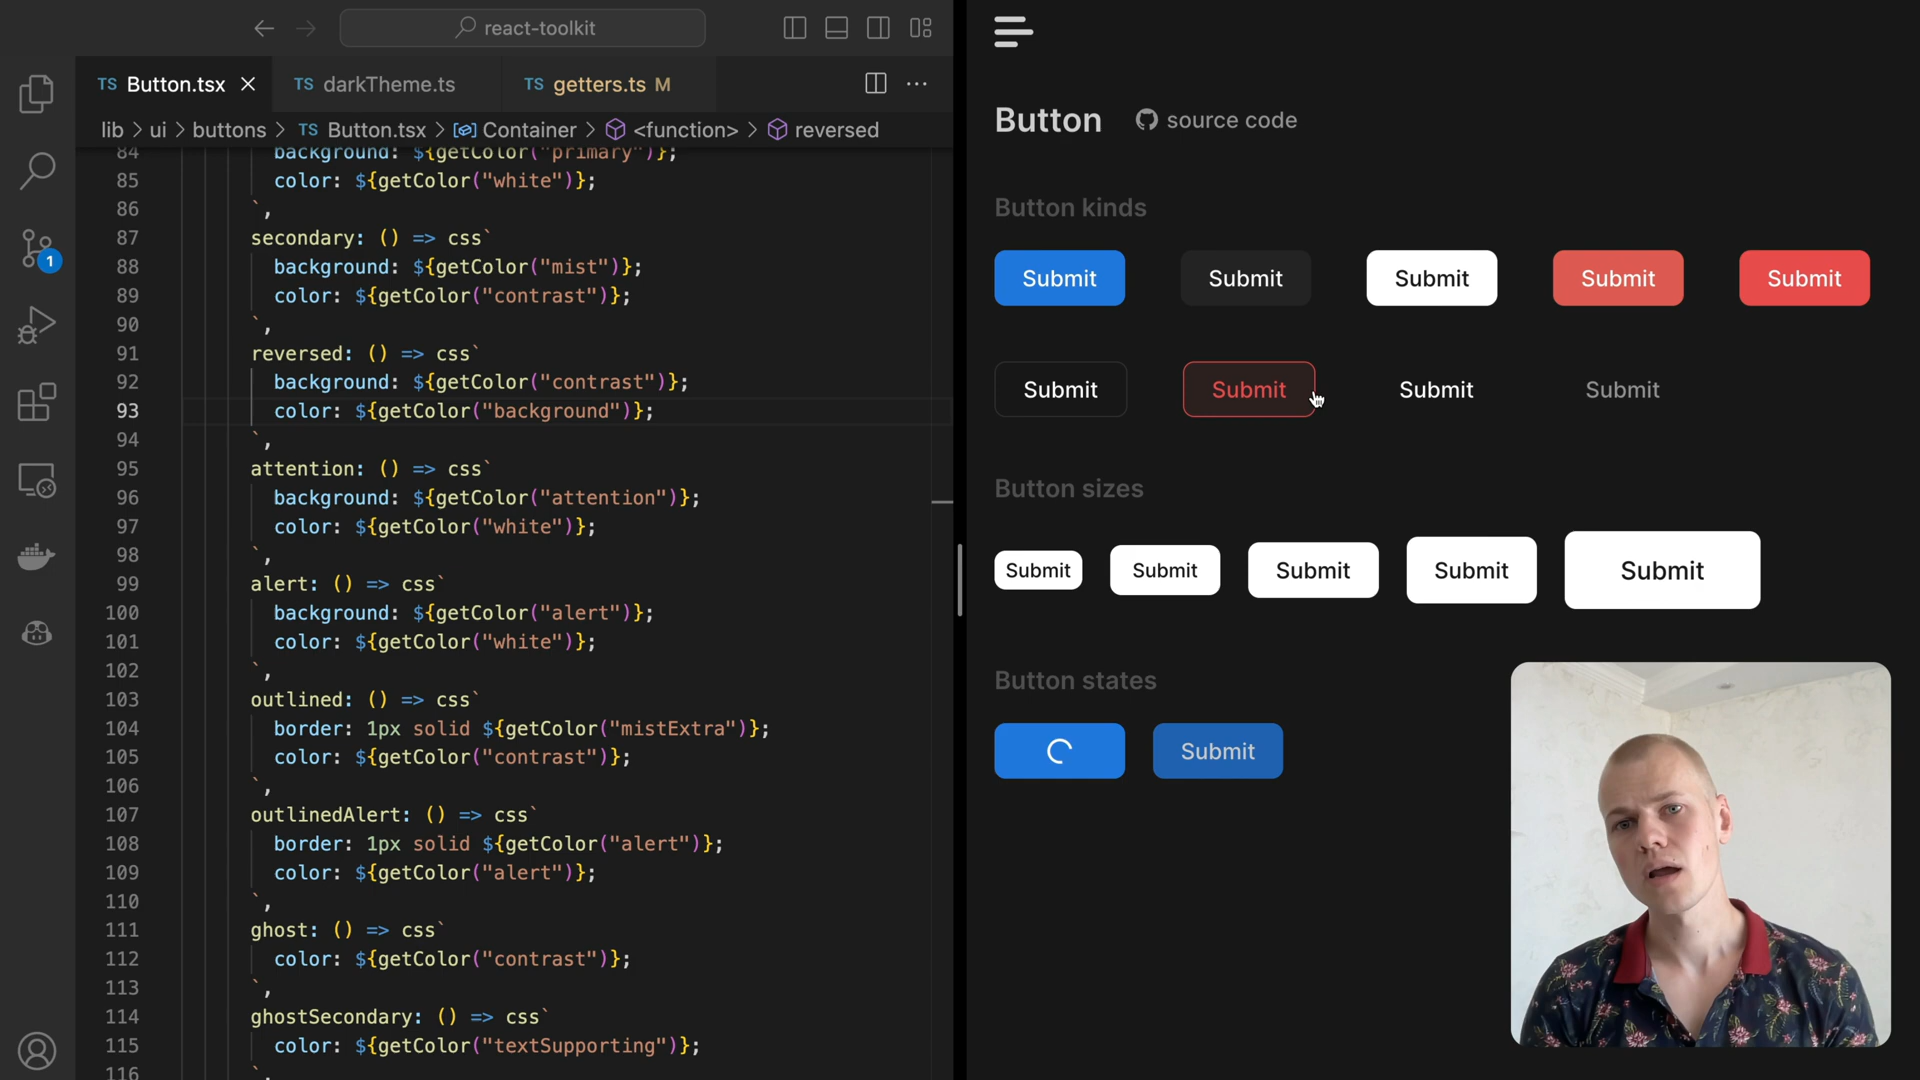 react-toolkit
TS Button.tsx
TS darkTheme.ts
TS getters.ts M
lib > ui > buttons > TS Button.tsx > Container > <function> > reversed
84 background: ${getColor("primary")};
85 color: ${getColor("white")};
86 `,
87 secondary: () => css`
88 background: ${getColor("mist")};
89 color: ${getColor("contrast")};
90 `,
91 reversed: () => css`
92 background: ${getColor("contrast")};
93 color: ${getColor("background")};
94 `,
95 attention: () => css`
96 background: ${getColor("attention")};
97 color: ${getColor("white")};
98 `,
99 alert: () => css`
100 background: ${getColor("alert")};
101 color: ${getColor("white")};
102 `,
103 outlined: () => css`
104 border: 1px solid ${getColor("mistExtra")};
105 color: ${getColor("contrast")};
106 `,
107 outlinedAlert: () => css`
108 border: 1px solid ${getColor("alert")};
109 color: ${getColor("alert")};
110 `,
111 ghost: () => css`
112 color: ${getColor("contrast")};
113 `,
114 ghostSecondary: () => css`
115 color: ${getColor("textSupporting")};
116 `
1
Button source code
Button kinds
Submit Submit Submit Submit Submit
Submit Submit Submit Submit
Button sizes
Submit Submit Submit Submit Submit
Button states
Submit